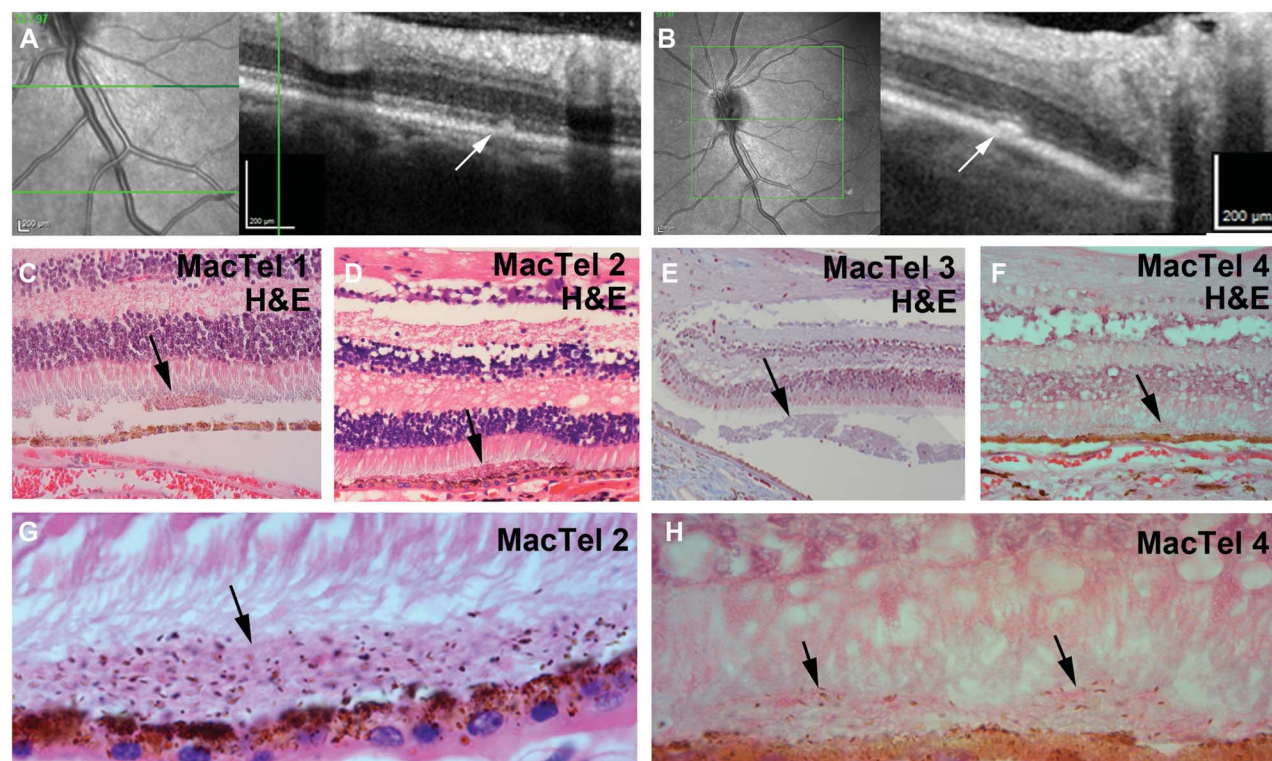 A
200 µm
200 µm
B
200 µm
C
MacTel 1
H&E
D
MacTel 2
H&E
E
MacTel 3
H&E
F
MacTel 4
H&E
G
MacTel 2
H
MacTel 4